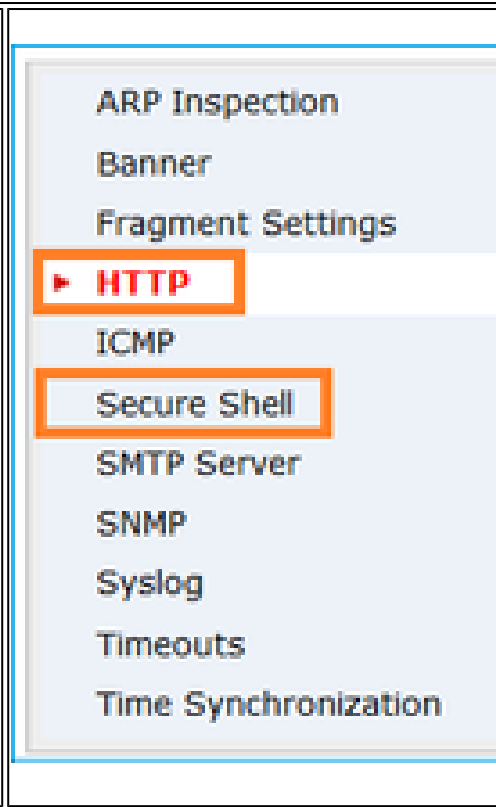 ARP Inspection
Banner
Fragment Settings
HTTP
ICMP
Secure Shell
SMTP Server
SNMP
Syslog
Timeouts
Time Synchronization